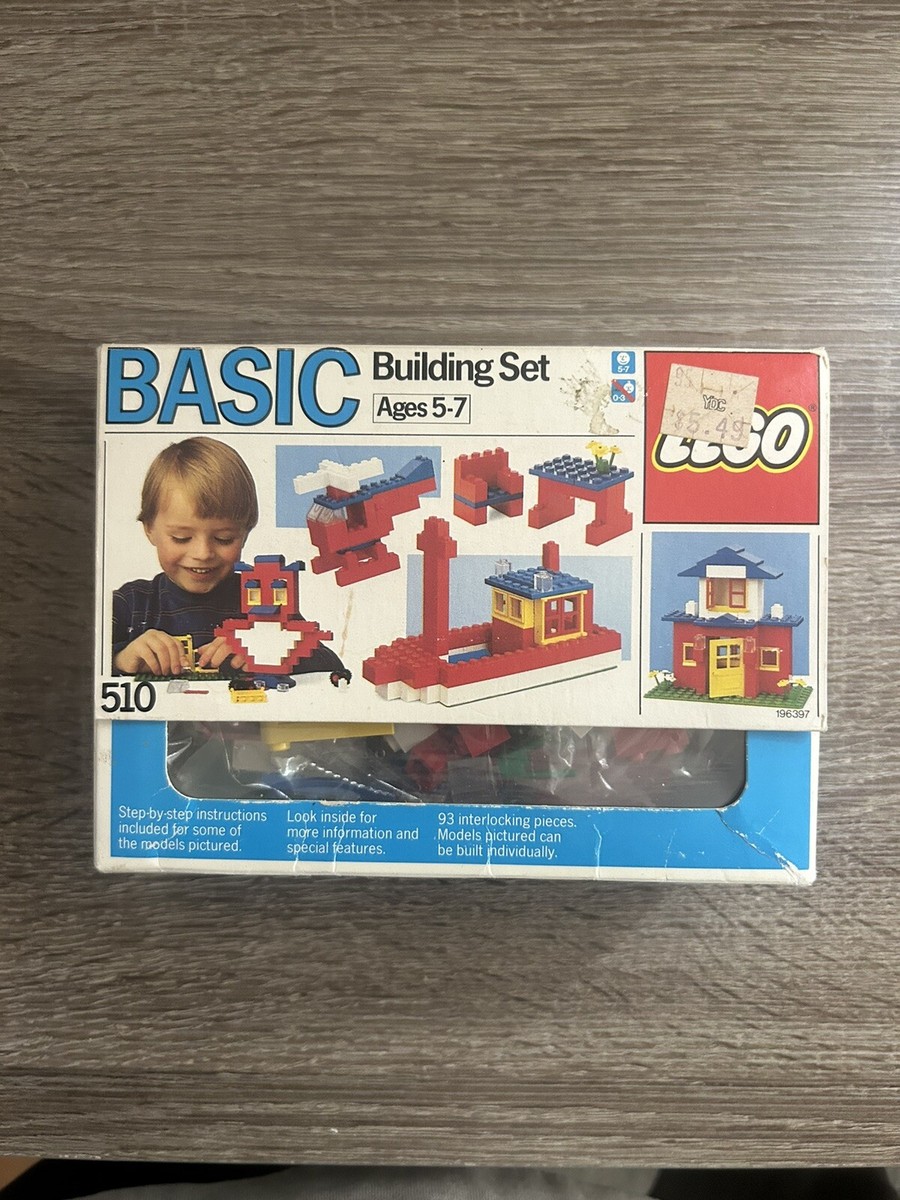 BASIC
Building Set
Ages 5-7
5-7
0-3
YDC
$5.49
LEGO
®
510
196397
Step-by-step instructions
included for some of
the models pictured.
Look inside for
more information and
special features.
93 interlocking pieces.
Models pictured can
be built individually.